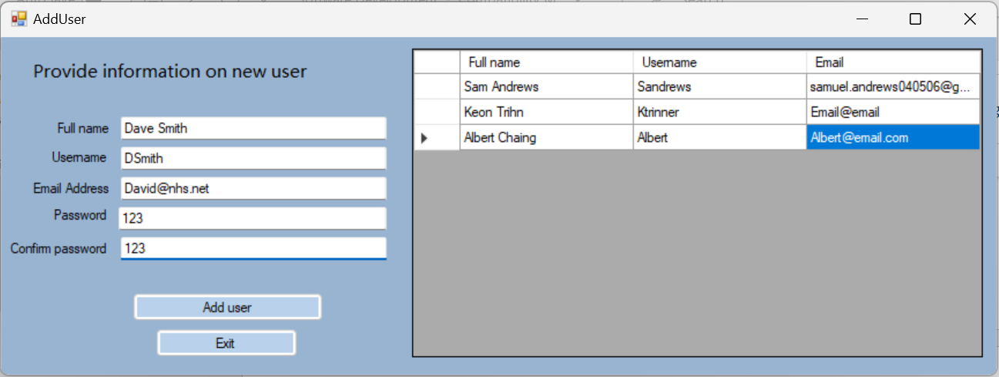 AddUser
Provide information on new user
Full name Dave Smith
Username DSmith
Email Address David@nhs.net
Password 123
Confirm password 123
Add user
Exit
Full name Username Email
Sam Andrews Sandrews samuel.andrews040506@g...
Keon Trihn Ktrinner Email@email
Albert Chaing Albert Albert@email.com